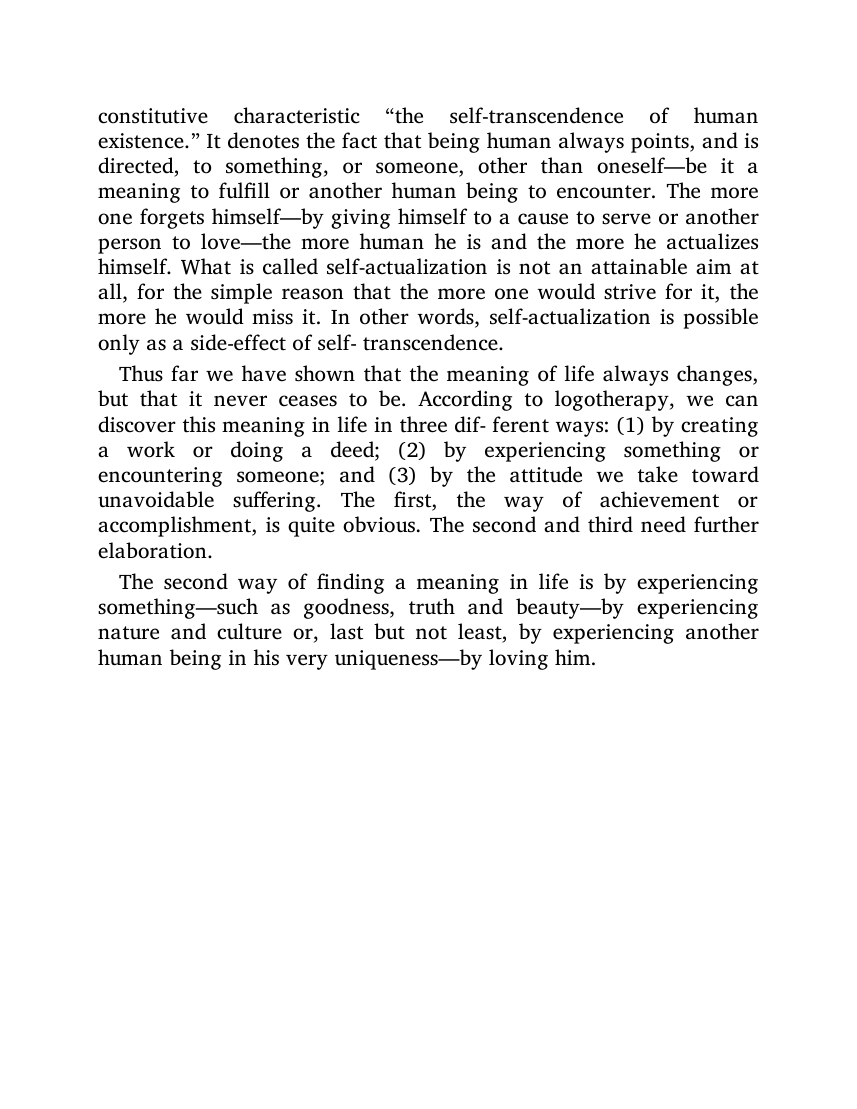 constitutive characteristic “the self-transcendence of human
existence.” It denotes the fact that being human always points, and is
directed, to something, or someone, other than oneself—be it a
meaning to fulfill or another human being to encounter. The more
one forgets himself—by giving himself to a cause to serve or another
person to love—the more human he is and the more he actualizes
himself. What is called self-actualization is not an attainable aim at
all, for the simple reason that the more one would strive for it, the
more he would miss it. In other words, self-actualization is possible
only as a side-effect of self- transcendence.
Thus far we have shown that the meaning of life always changes,
but that it never ceases to be. According to logotherapy, we can
discover this meaning in life in three dif- ferent ways: (1) by creating
a work or doing a deed; (2) by experiencing something or
encountering someone; and (3) by the attitude we take toward
unavoidable suffering. The first, the way of achievement or
accomplishment, is quite obvious. The second and third need further
elaboration.
The second way of finding a meaning in life is by experiencing
something—such as goodness, truth and beauty—by experiencing
nature and culture or, last but not least, by experiencing another
human being in his very uniqueness—by loving him.